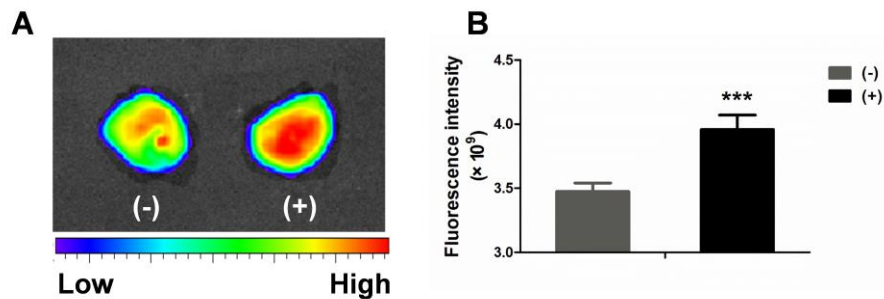 A
(-)
(+)
Low
High
B
Fluorescence intensity
(× 10⁹)
4.5
4.0
3.5
3.0
***
(-)
(+)